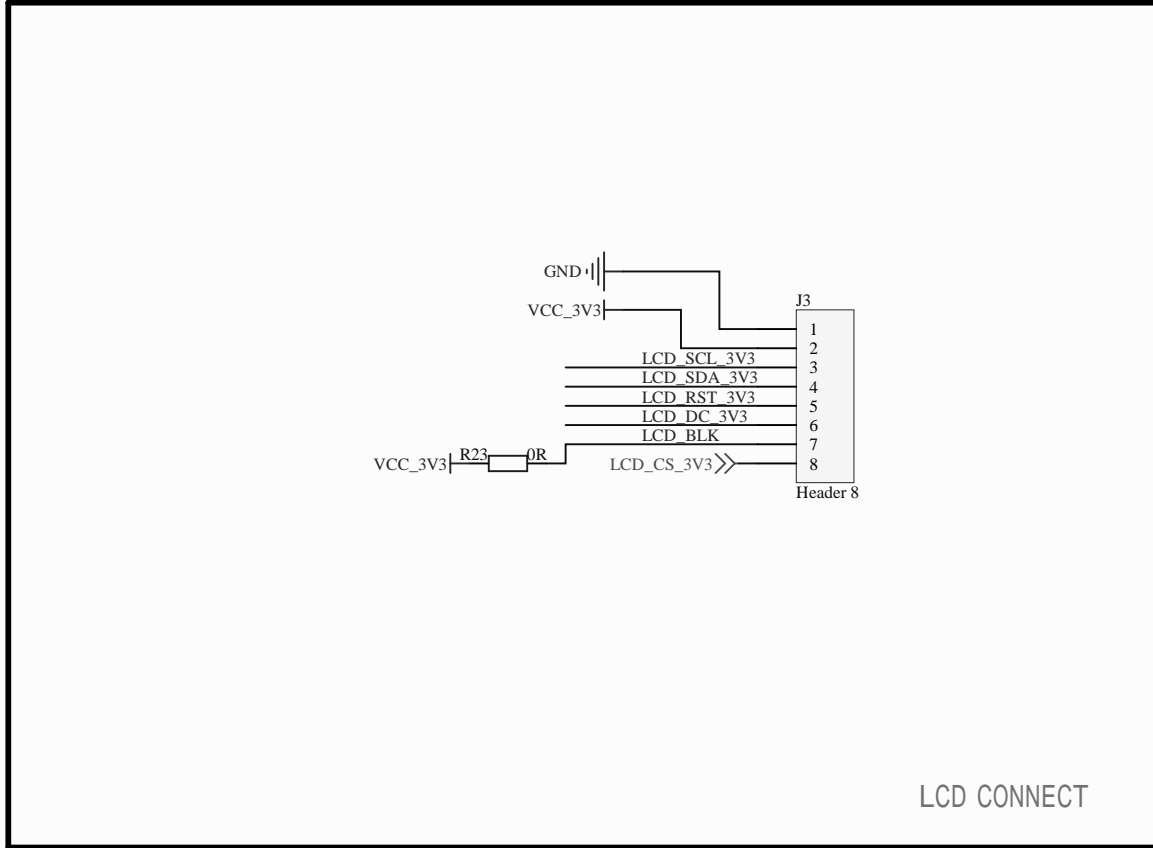 GND
J3
VCC_3V3
1
2
LCD_SCL_3V3
3
LCD_SDA_3V3
4
LCD_RST_3V3
5
LCD_DC_3V3
6
LCD_BLK
7
VCC_3V3
R23
0R
LCD_CS_3V3
8
Header 8
LCD CONNECT